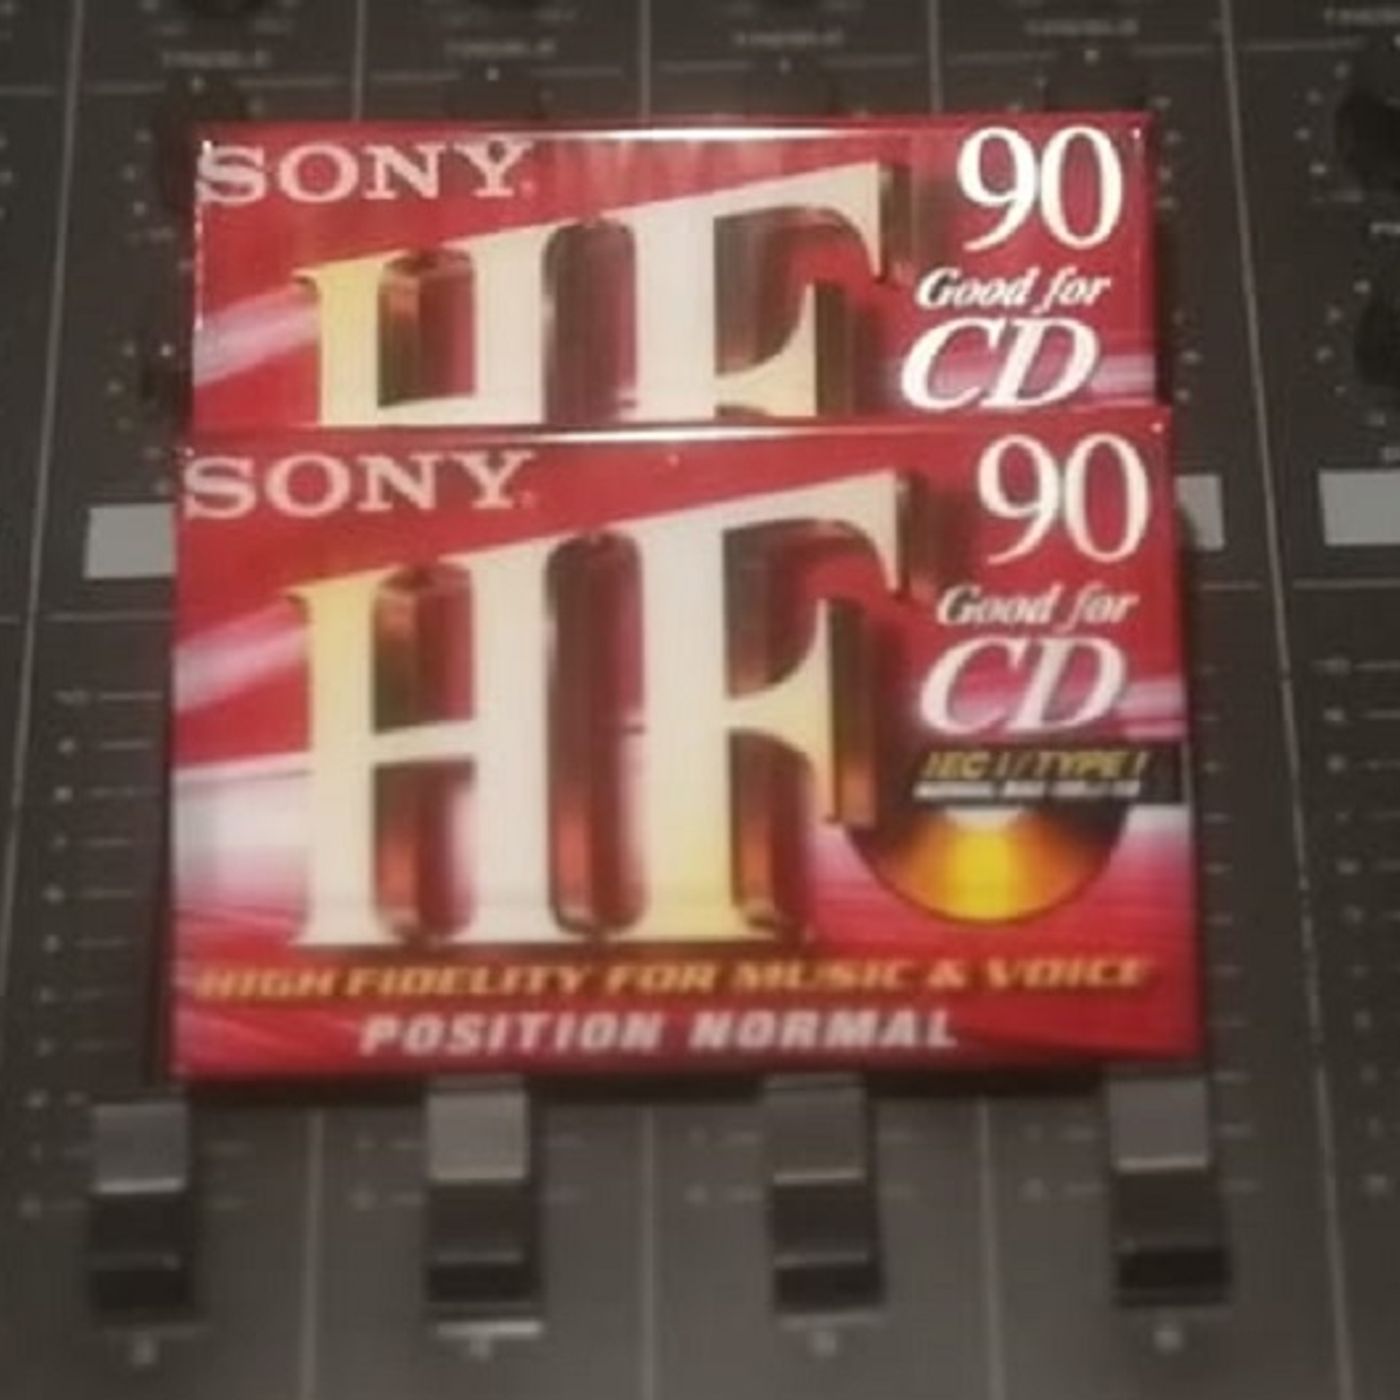 SONY
HF
90
Good for
CD
SONY
HF
90
Good for
CD
IEC I / TYPE I
HIGH FIDELITY FOR MUSIC & VOICE
POSITION NORMAL